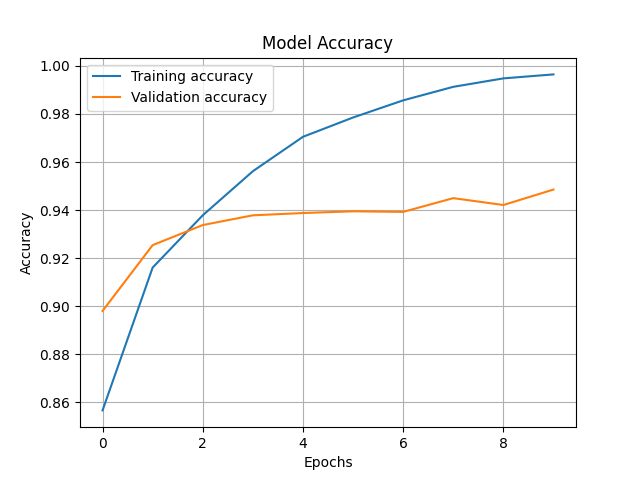 Model Accuracy
Training accuracy
Validation accuracy
1.00
0.98
0.96
0.94
0.92
0.90
0.88
0.86
Accuracy
0 2 4 6 8
Epochs